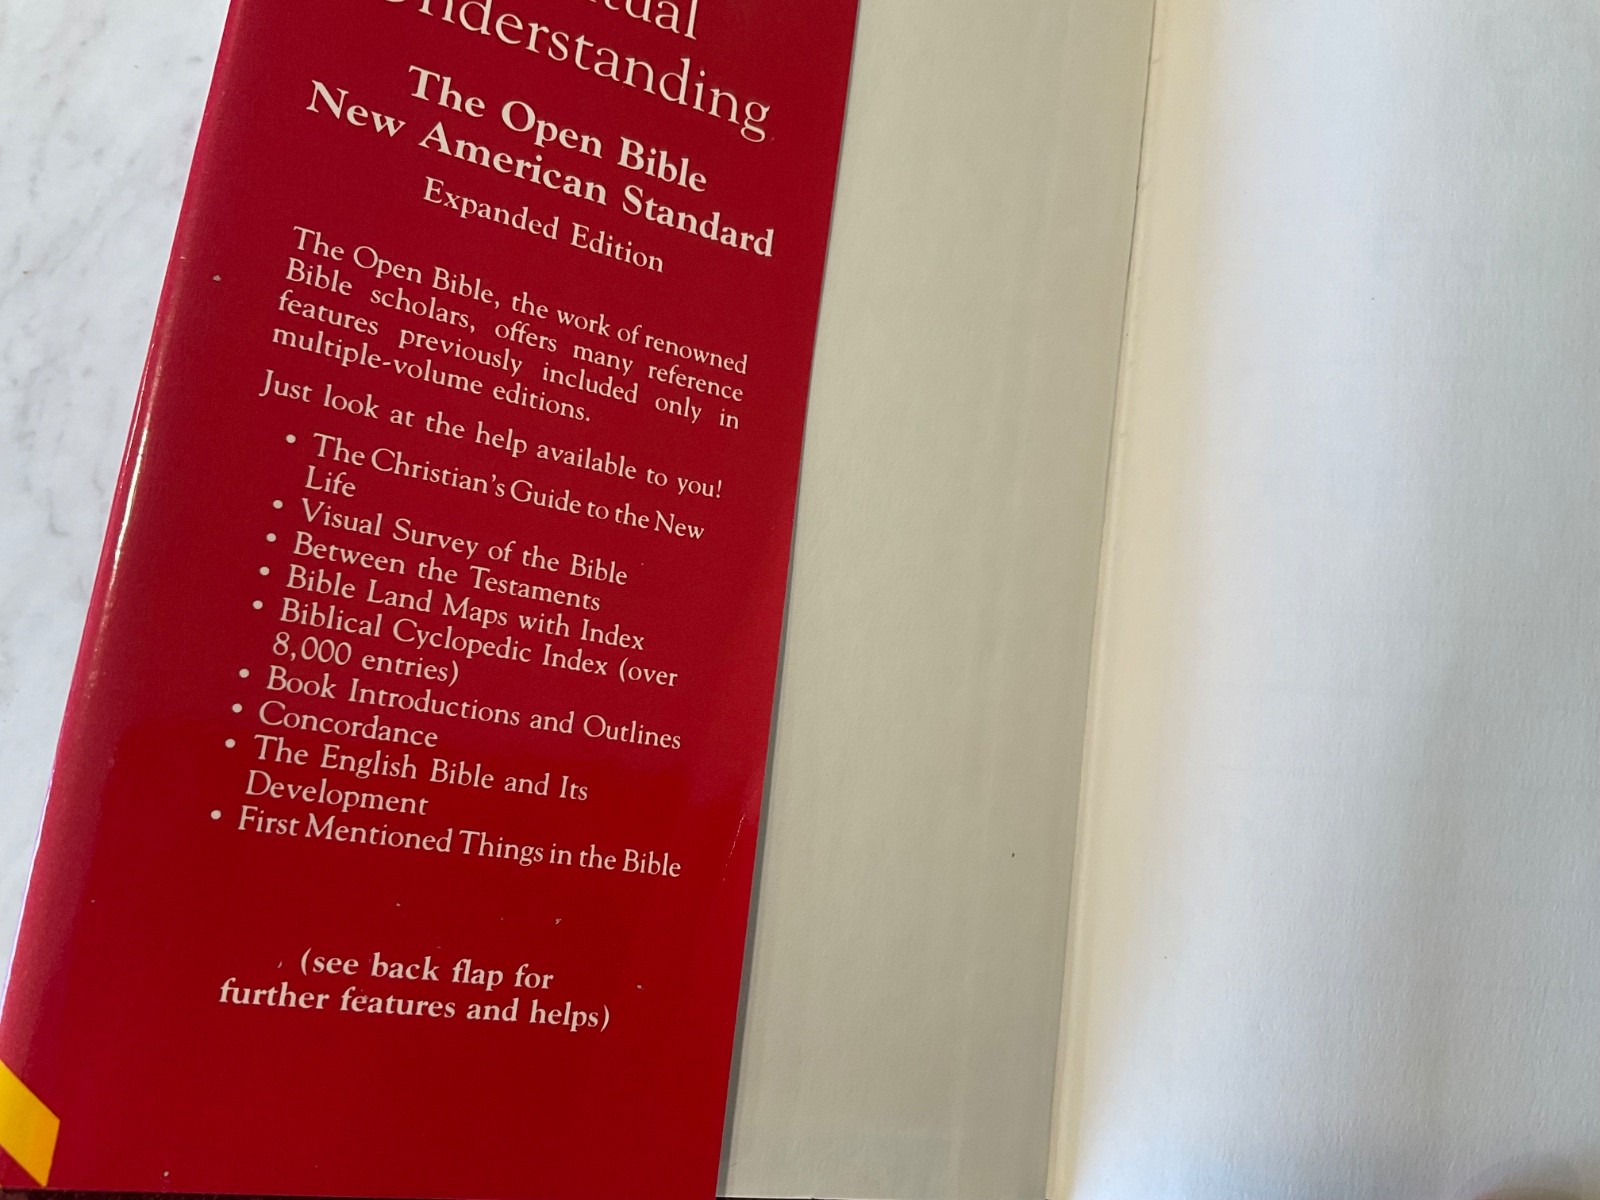 Understanding
The Open Bible
New American Standard
Expanded Edition
The Open Bible, the work of renowned
Bible scholars, offers many reference
features previously included only in
multiple-volume editions.
Just look at the help available to you!
• The Christian's Guide to the New
Life
• Visual Survey of the Bible
• Between the Testaments
• Bible Land Maps with Index
• Biblical Cyclopedic Index (over
8,000 entries)
• Book Introductions and Outlines
• Concordance
• The English Bible and Its
Development
• First Mentioned Things in the Bible
(see back flap for
further features and helps)